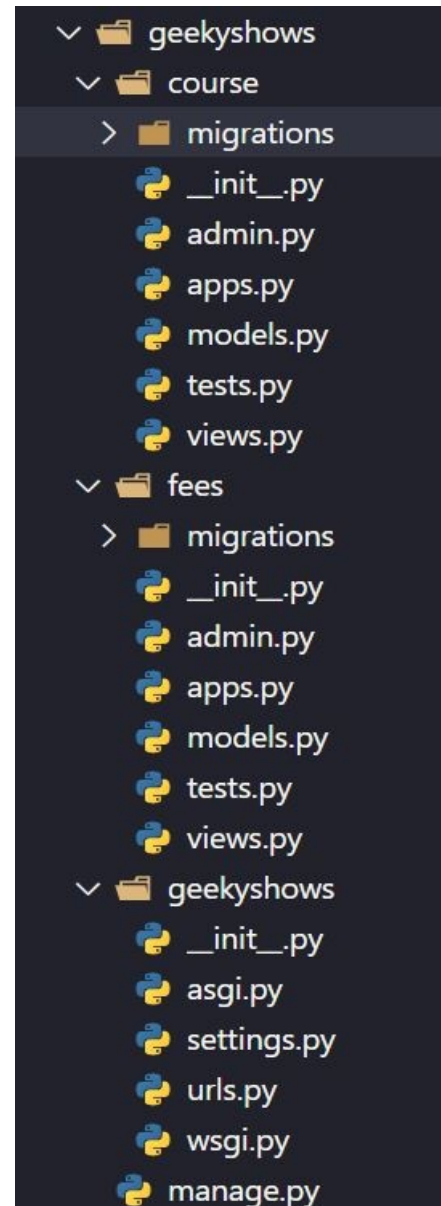 geekyshows
course
migrations
__init__.py
admin.py
apps.py
models.py
tests.py
views.py
fees
migrations
__init__.py
admin.py
apps.py
models.py
tests.py
views.py
geekyshows
__init__.py
asgi.py
settings.py
urls.py
wsgi.py
manage.py